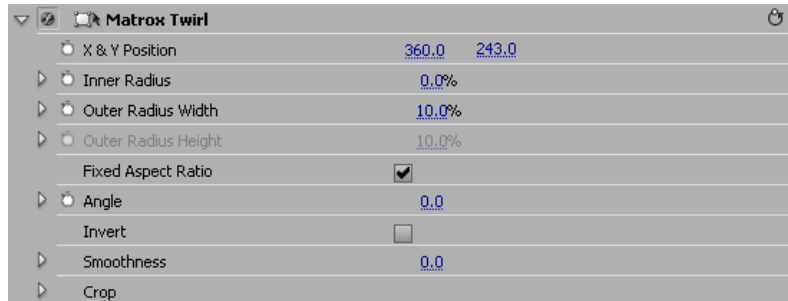 Matrox Twirl
X & Y Position 360.0 243.0
Inner Radius 0.0%
Outer Radius Width 10.0%
Outer Radius Height 10.0%
Fixed Aspect Ratio
Angle 0.0
Invert
Smoothness 0.0
Crop